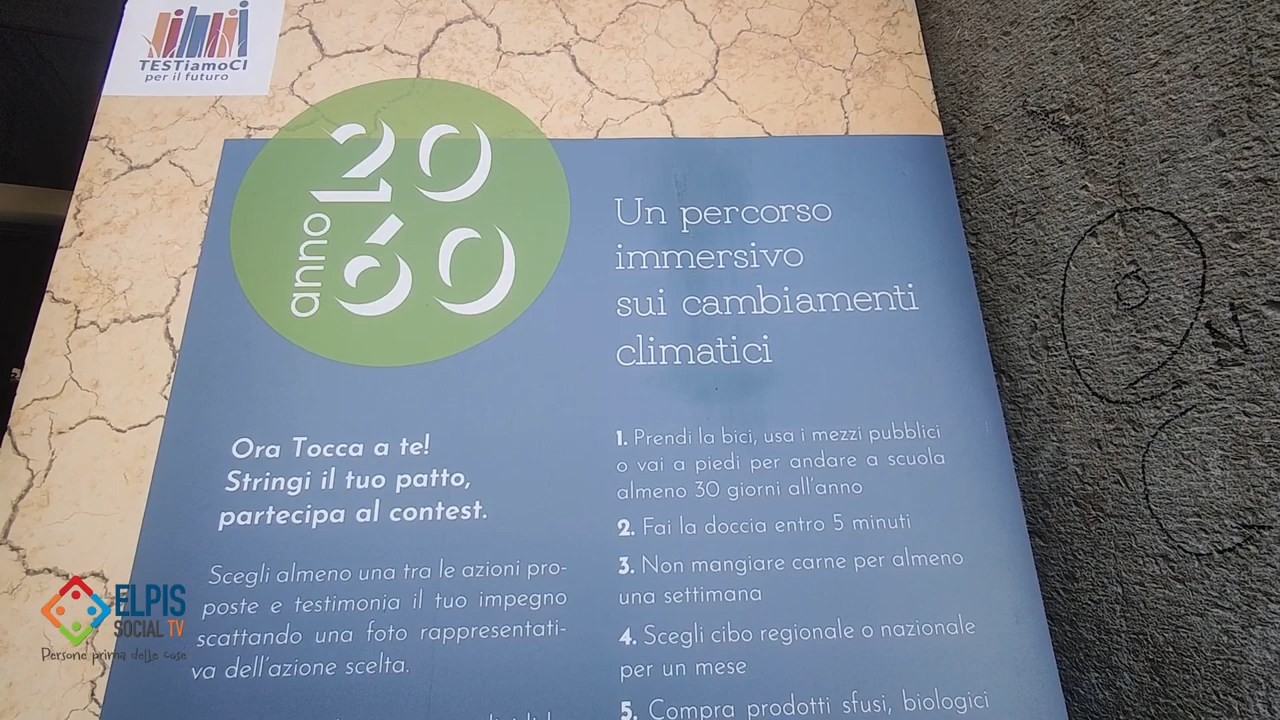 TESTiamoCI
per il futuro
anno
20
60
Un percorso
immersivo
sui cambiamenti
climatici
Ora Tocca a te!
Stringi il tuo patto,
partecipa al contest.
Scegli almeno una tra le azioni pro-
poste e testimonia il tuo impegno
scattando una foto rappresentati-
va dell'azione scelta.
1. Prendi la bici, usa i mezzi pubblici
o vai a piedi per andare a scuola
almeno 30 giorni all'anno
2. Fai la doccia entro 5 minuti
3. Non mangiare carne per almeno
una settimana
4. Scegli cibo regionale o nazionale
per un mese
5. Compra prodotti sfusi, biologici
ELPIS
SOCIAL TV
Persone prima delle cose